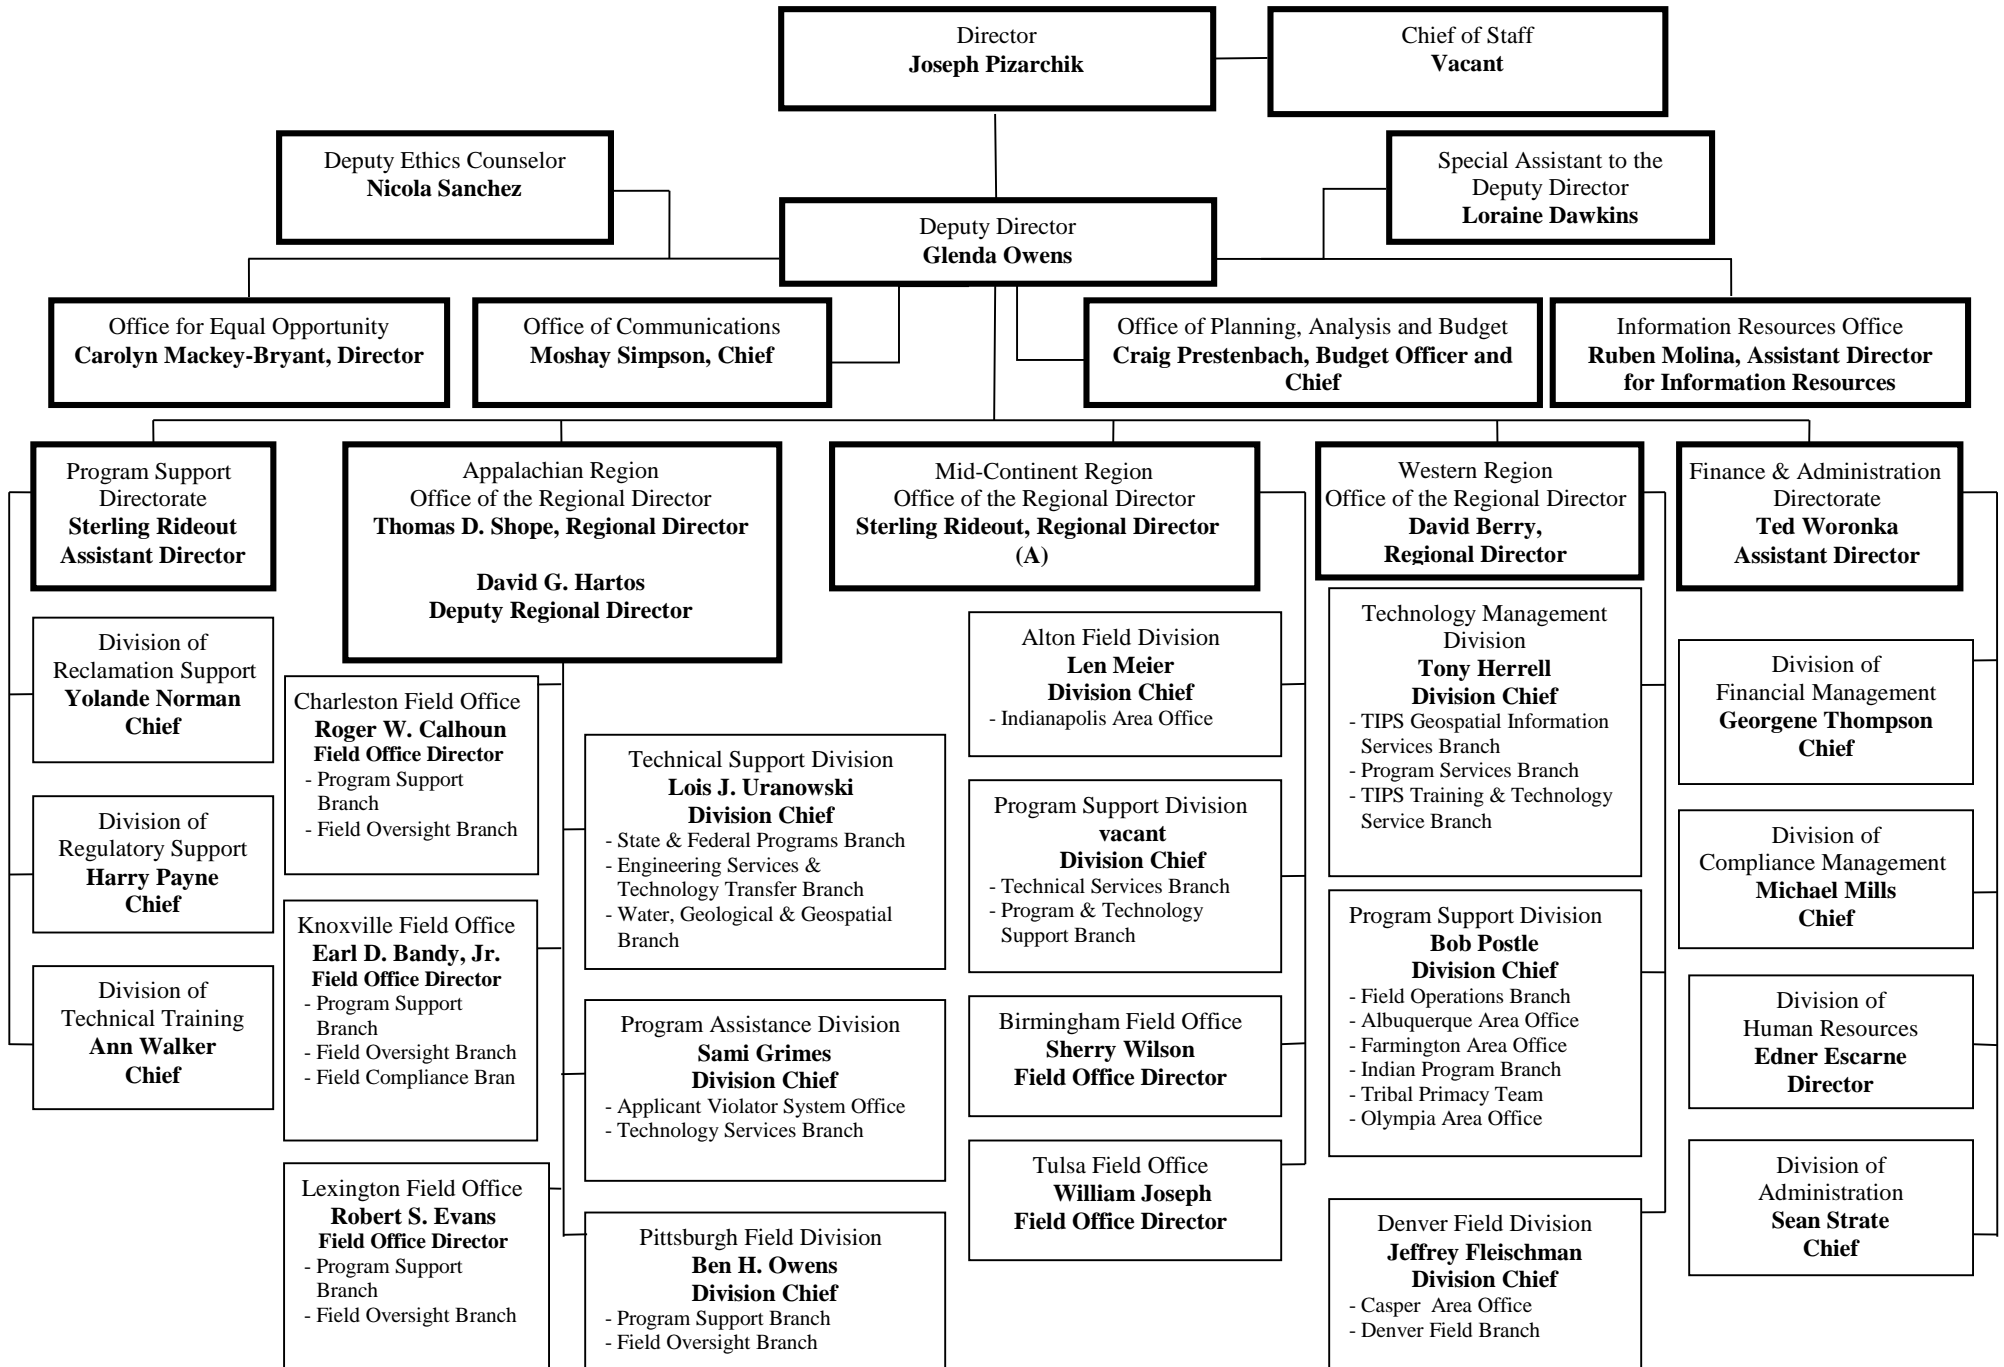 Director
Joseph Pizarchik
Chief of Staff
Vacant
Deputy Ethics Counselor
Nicola Sanchez
Special Assistant to the
Deputy Director
Loraine Dawkins
Deputy Director
Glenda Owens
Office for Equal Opportunity
Carolyn Mackey-Bryant, Director
Office of Communications
Moshay Simpson, Chief
Office of Planning, Analysis and Budget
Craig Prestenbach, Budget Officer and
Chief
Information Resources Office
Ruben Molina, Assistant Director
for Information Resources
Program Support
Directorate
Sterling Rideout
Assistant Director
Division of
Reclamation Support
Yolande Norman
Chief
Division of
Regulatory Support
Harry Payne
Chief
Division of
Technical Training
Ann Walker
Chief
Appalachian Region
Office of the Regional Director
Thomas D. Shope, Regional Director
David G. Hartos
Deputy Regional Director
Charleston Field Office
Roger W. Calhoun
Field Office Director
- Program Support
Branch
- Field Oversight Branch
Knoxville Field Office
Earl D. Bandy, Jr.
Field Office Director
- Program Support
Branch
- Field Oversight Branch
- Field Compliance Bran
Lexington Field Office
Robert S. Evans
Field Office Director
- Program Support
Branch
- Field Oversight Branch
Technical Support Division
Lois J. Uranowski
Division Chief
- State & Federal Programs Branch
- Engineering Services &
Technology Transfer Branch
- Water, Geological & Geospatial
Branch
Program Assistance Division
Sami Grimes
Division Chief
- Applicant Violator System Office
- Technology Services Branch
Pittsburgh Field Division
Ben H. Owens
Division Chief
- Program Support Branch
- Field Oversight Branch
Mid-Continent Region
Office of the Regional Director
Sterling Rideout, Regional Director
(A)
Alton Field Division
Len Meier
Division Chief
- Indianapolis Area Office
Program Support Division
vacant
Division Chief
- Technical Services Branch
- Program & Technology
Support Branch
Birmingham Field Office
Sherry Wilson
Field Office Director
Tulsa Field Office
William Joseph
Field Office Director
Western Region
Office of the Regional Director
David Berry,
Regional Director
Technology Management
Division
Tony Herrell
Division Chief
- TIPS Geospatial Information
Services Branch
- Program Services Branch
- TIPS Training & Technology
Service Branch
Program Support Division
Bob Postle
Division Chief
- Field Operations Branch
- Albuquerque Area Office
- Farmington Area Office
- Indian Program Branch
- Tribal Primacy Team
- Olympia Area Office
Denver Field Division
Jeffrey Fleischman
Division Chief
- Casper Area Office
- Denver Field Branch
Finance & Administration
Directorate
Ted Woronka
Assistant Director
Division of
Financial Management
Georgene Thompson
Chief
Division of
Compliance Management
Michael Mills
Chief
Division of
Human Resources
Edner Escarne
Director
Division of
Administration
Sean Strate
Chief